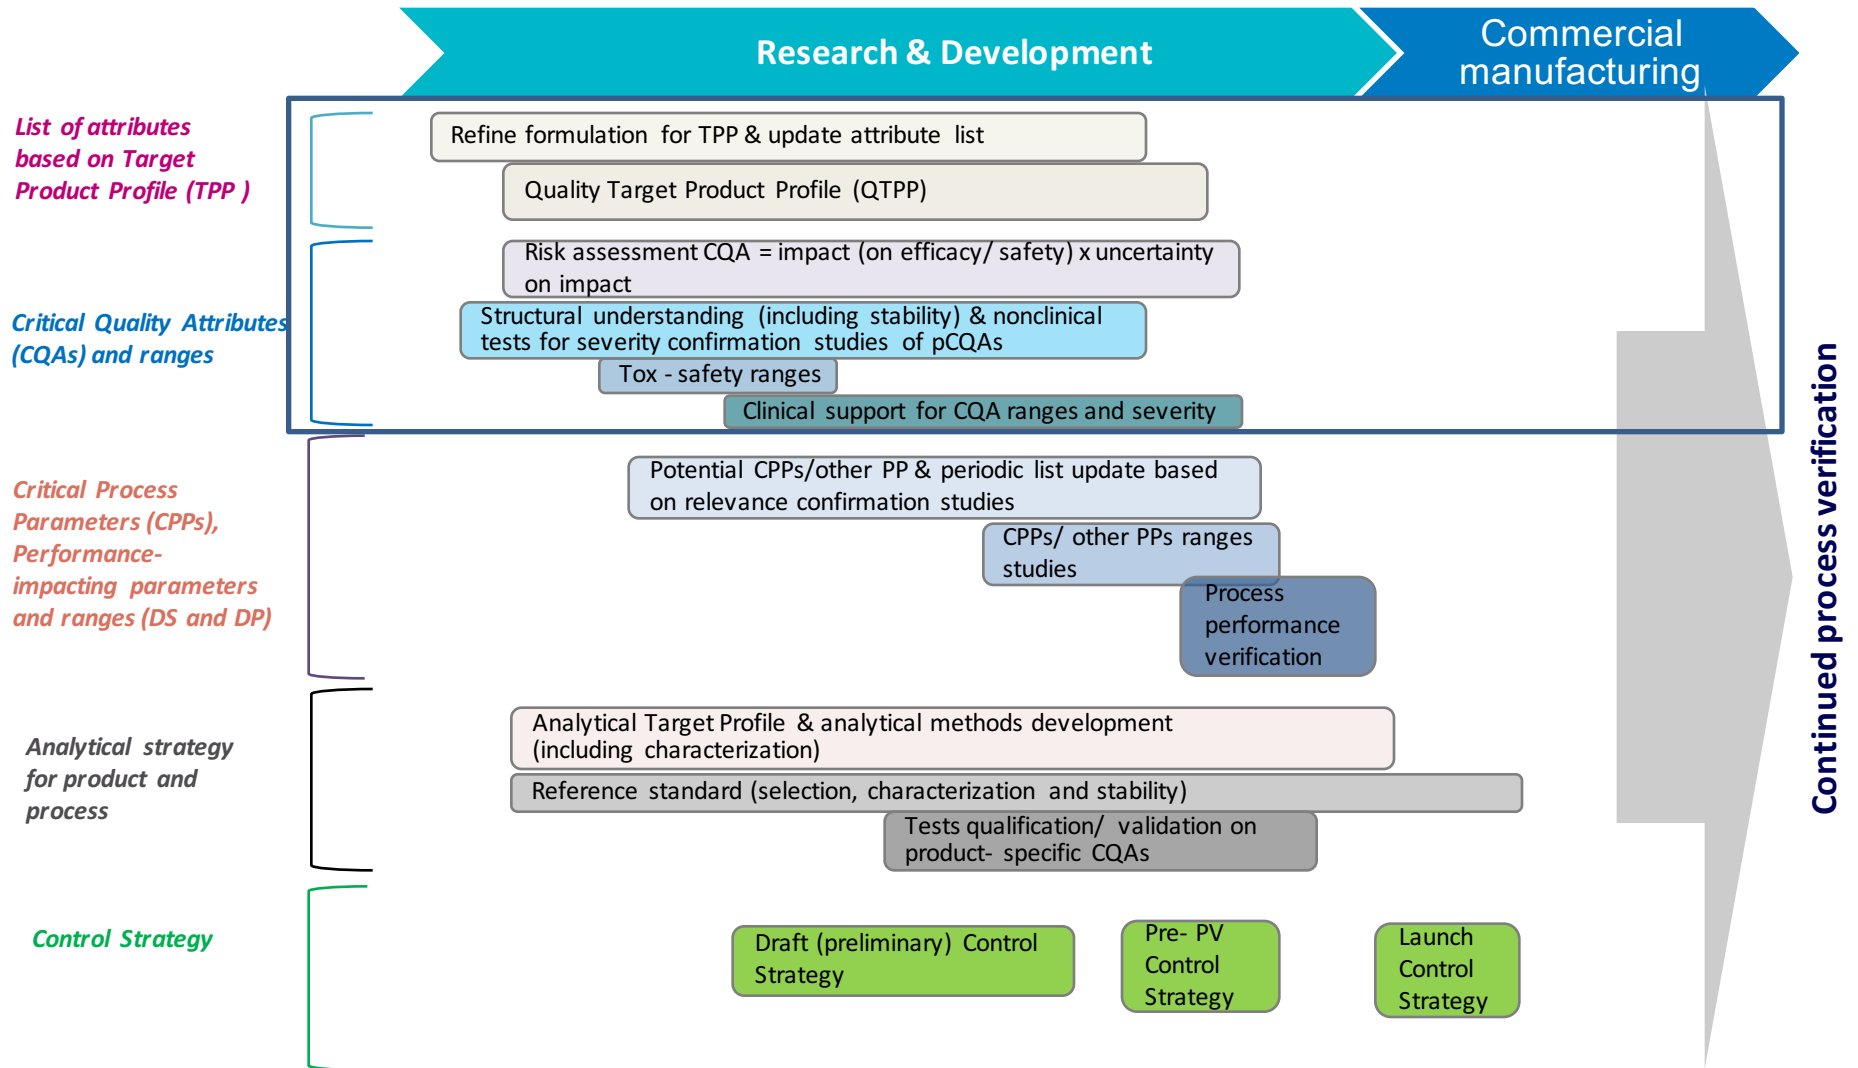 Research & Development
Commercial
manufacturing
List of attributes
based on Target
Product Profile (TPP )
Refine formulation for TPP & update attribute list
Quality Target Product Profile (QTPP)
Critical Quality Attributes
(CQAs) and ranges
Risk assessment CQA = impact (on efficacy/ safety) x uncertainty
on impact
Structural understanding (including stability) & nonclinical
tests for severity confirmation studies of pCQAs
Tox - safety ranges
Clinical support for CQA ranges and severity
Critical Process
Parameters (CPPs),
Performance-
impacting parameters
and ranges (DS and DP)
Potential CPPs/other PP & periodic list update based
on relevance confirmation studies
CPPs/ other PPs ranges
studies
Process
performance
verification
Analytical strategy
for product and
process
Analytical Target Profile & analytical methods development
(including characterization)
Reference standard (selection, characterization and stability)
Tests qualification/ validation on
product- specific CQAs
Control Strategy
Draft (preliminary) Control
Strategy
Pre- PV
Control
Strategy
Launch
Control
Strategy
Continued process verification